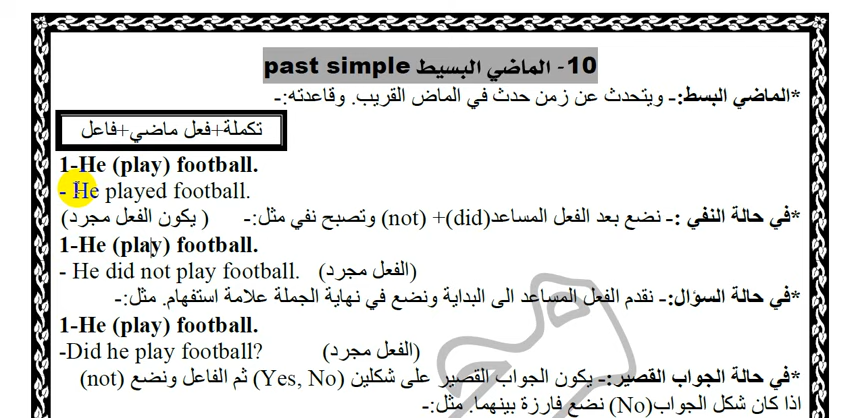 10- الماضي البسيط past simple
*الماضي البسط:- ويتحدث عن زمن حدث في الماض القريب. وقاعدته:-
تكملة+فعل ماضي+فاعل
1-He (play) football.
- He played football.
*في حالة النفي :- نضع بعد الفعل المساعد(did)+ (not) وتصبح نفي مثل:- ( يكون الفعل مجرد)
1-He (play) football.
- He did not play football. (الفعل مجرد)
*في حالة السؤال:- نقدم الفعل المساعد الى البداية ونضع في نهاية الجملة علامة استفهام. مثل:-
1-He (play) football.
-Did he play football? (الفعل مجرد)
*في حالة الجواب القصير:- يكون الجواب القصير على شكلين (Yes, No) ثم الفاعل ونضع (not)
اذا كان شكل الجواب(No) نضع فارزة بينهما. مثل:-